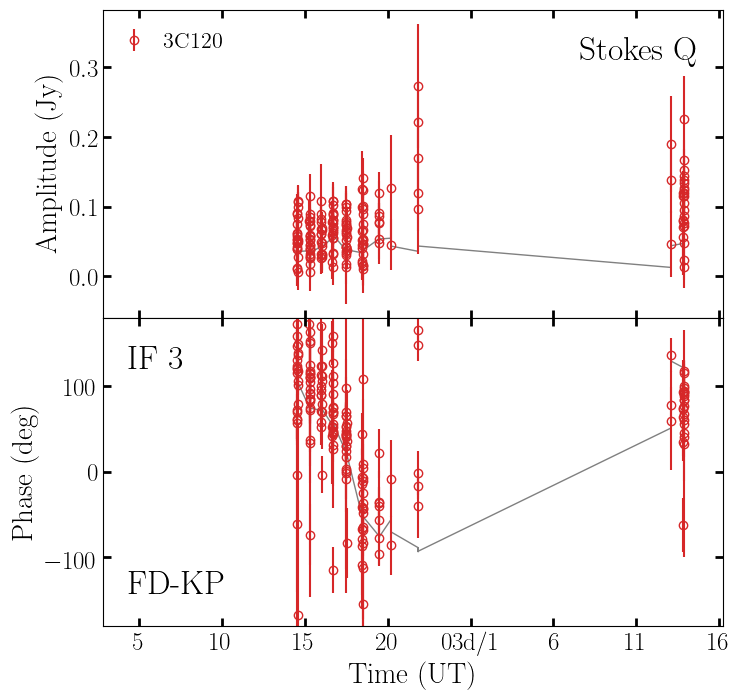 3C120
Stokes Q
0.3
0.2
0.1
0.0
Amplitude (Jy)
IF 3
100
0
−100
Phase (deg)
FD-KP
5 10 15 20 03d/1 6 11 16
Time (UT)